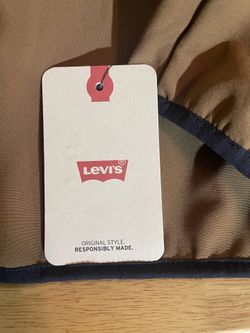 LEVI'S
ORIGINAL STYLE.
RESPONSIBLY MADE.